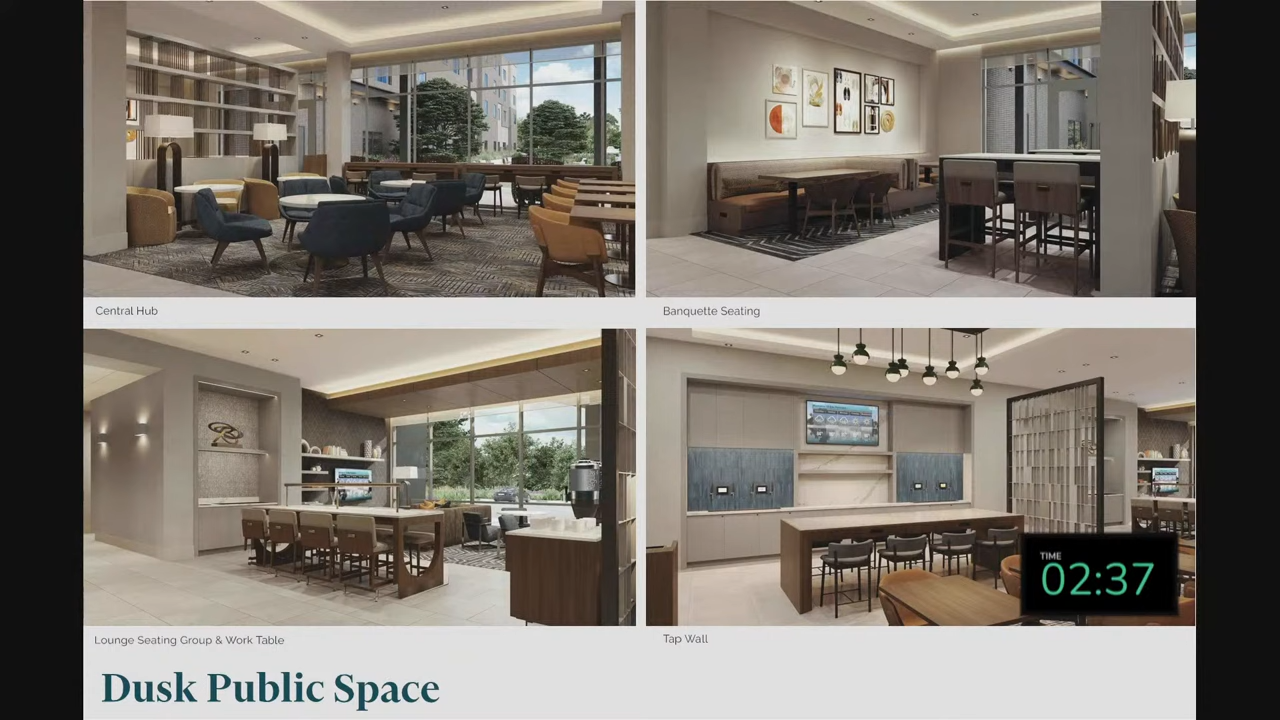 Central Hub
Banquette Seating
TIME
02:37
Lounge Seating Group & Work Table
Tap Wall
Dusk Public Space